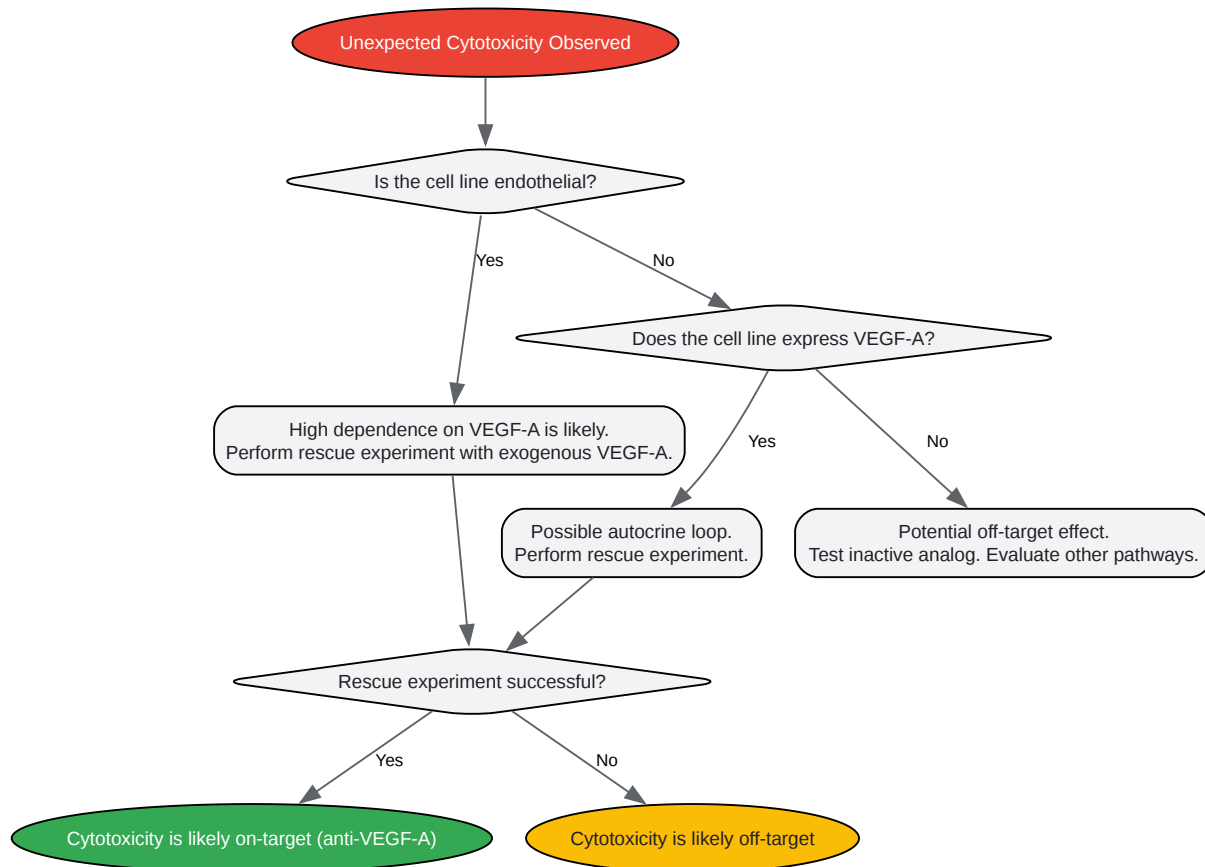 Unexpected Cytotoxicity Observed
Is the cell line endothelial?
Yes
No
Does the cell line express VEGF-A?
High dependence on VEGF-A is likely.
Perform rescue experiment with exogenous VEGF-A.
Yes
No
Possible autocrine loop.
Perform rescue experiment.
Potential off-target effect.
Test inactive analog. Evaluate other pathways.
Rescue experiment successful?
Yes
No
Cytotoxicity is likely on-target (anti-VEGF-A)
Cytotoxicity is likely off-target